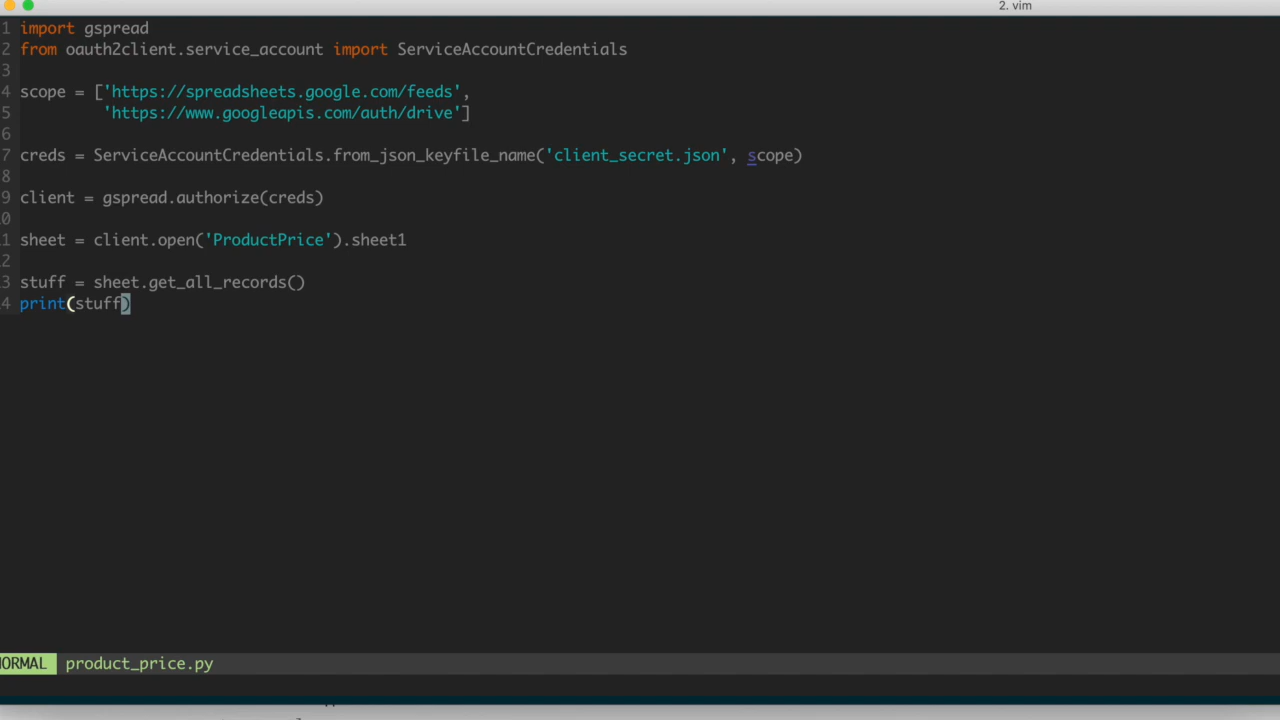 2. vim
1 import gspread
2 from oauth2client.service_account import ServiceAccountCredentials
3
4 scope = ['https://spreadsheets.google.com/feeds',
5         'https://www.googleapis.com/auth/drive']
6
7 creds = ServiceAccountCredentials.from_json_keyfile_name('client_secret.json', scope)
8
9 client = gspread.authorize(creds)
0
1 sheet = client.open('ProductPrice').sheet1
2
3 stuff = sheet.get_all_records()
4 print(stuff)
NORMAL product_price.py